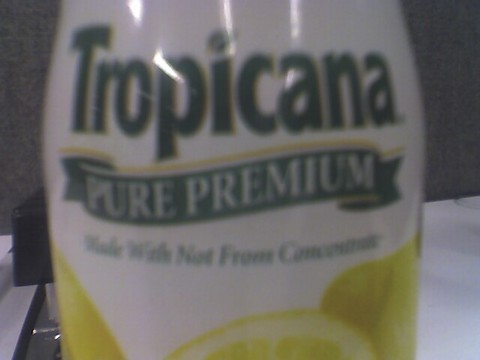 Tropicana
PURE PREMIUM
Made With Not From Concentrate